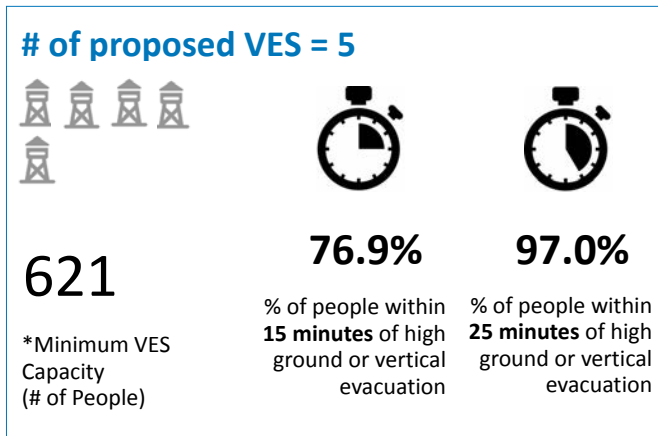 # of proposed VES = 5
621
*Minimum VES
Capacity
(# of People)
76.9%
% of people within
15 minutes of high
ground or vertical
evacuation
97.0%
% of people within
25 minutes of high
ground or vertical
evacuation